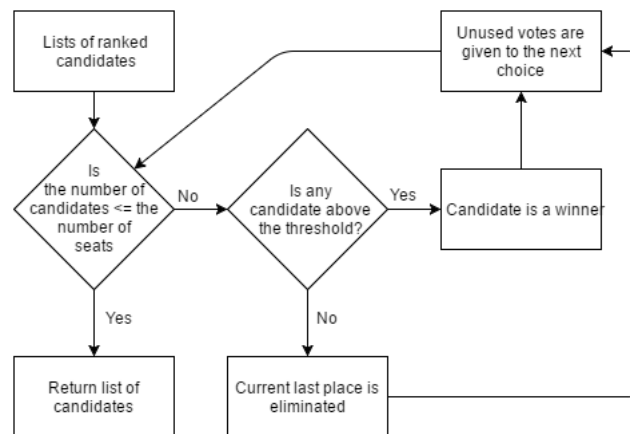 Lists of ranked
candidates
Unused votes are
given to the next
choice
Is
the number of
candidates <= the
number of
seats
No
Is any
candidate above
the threshold?
Yes
Candidate is a winner
Yes
No
Return list of
candidates
Current last place is
eliminated